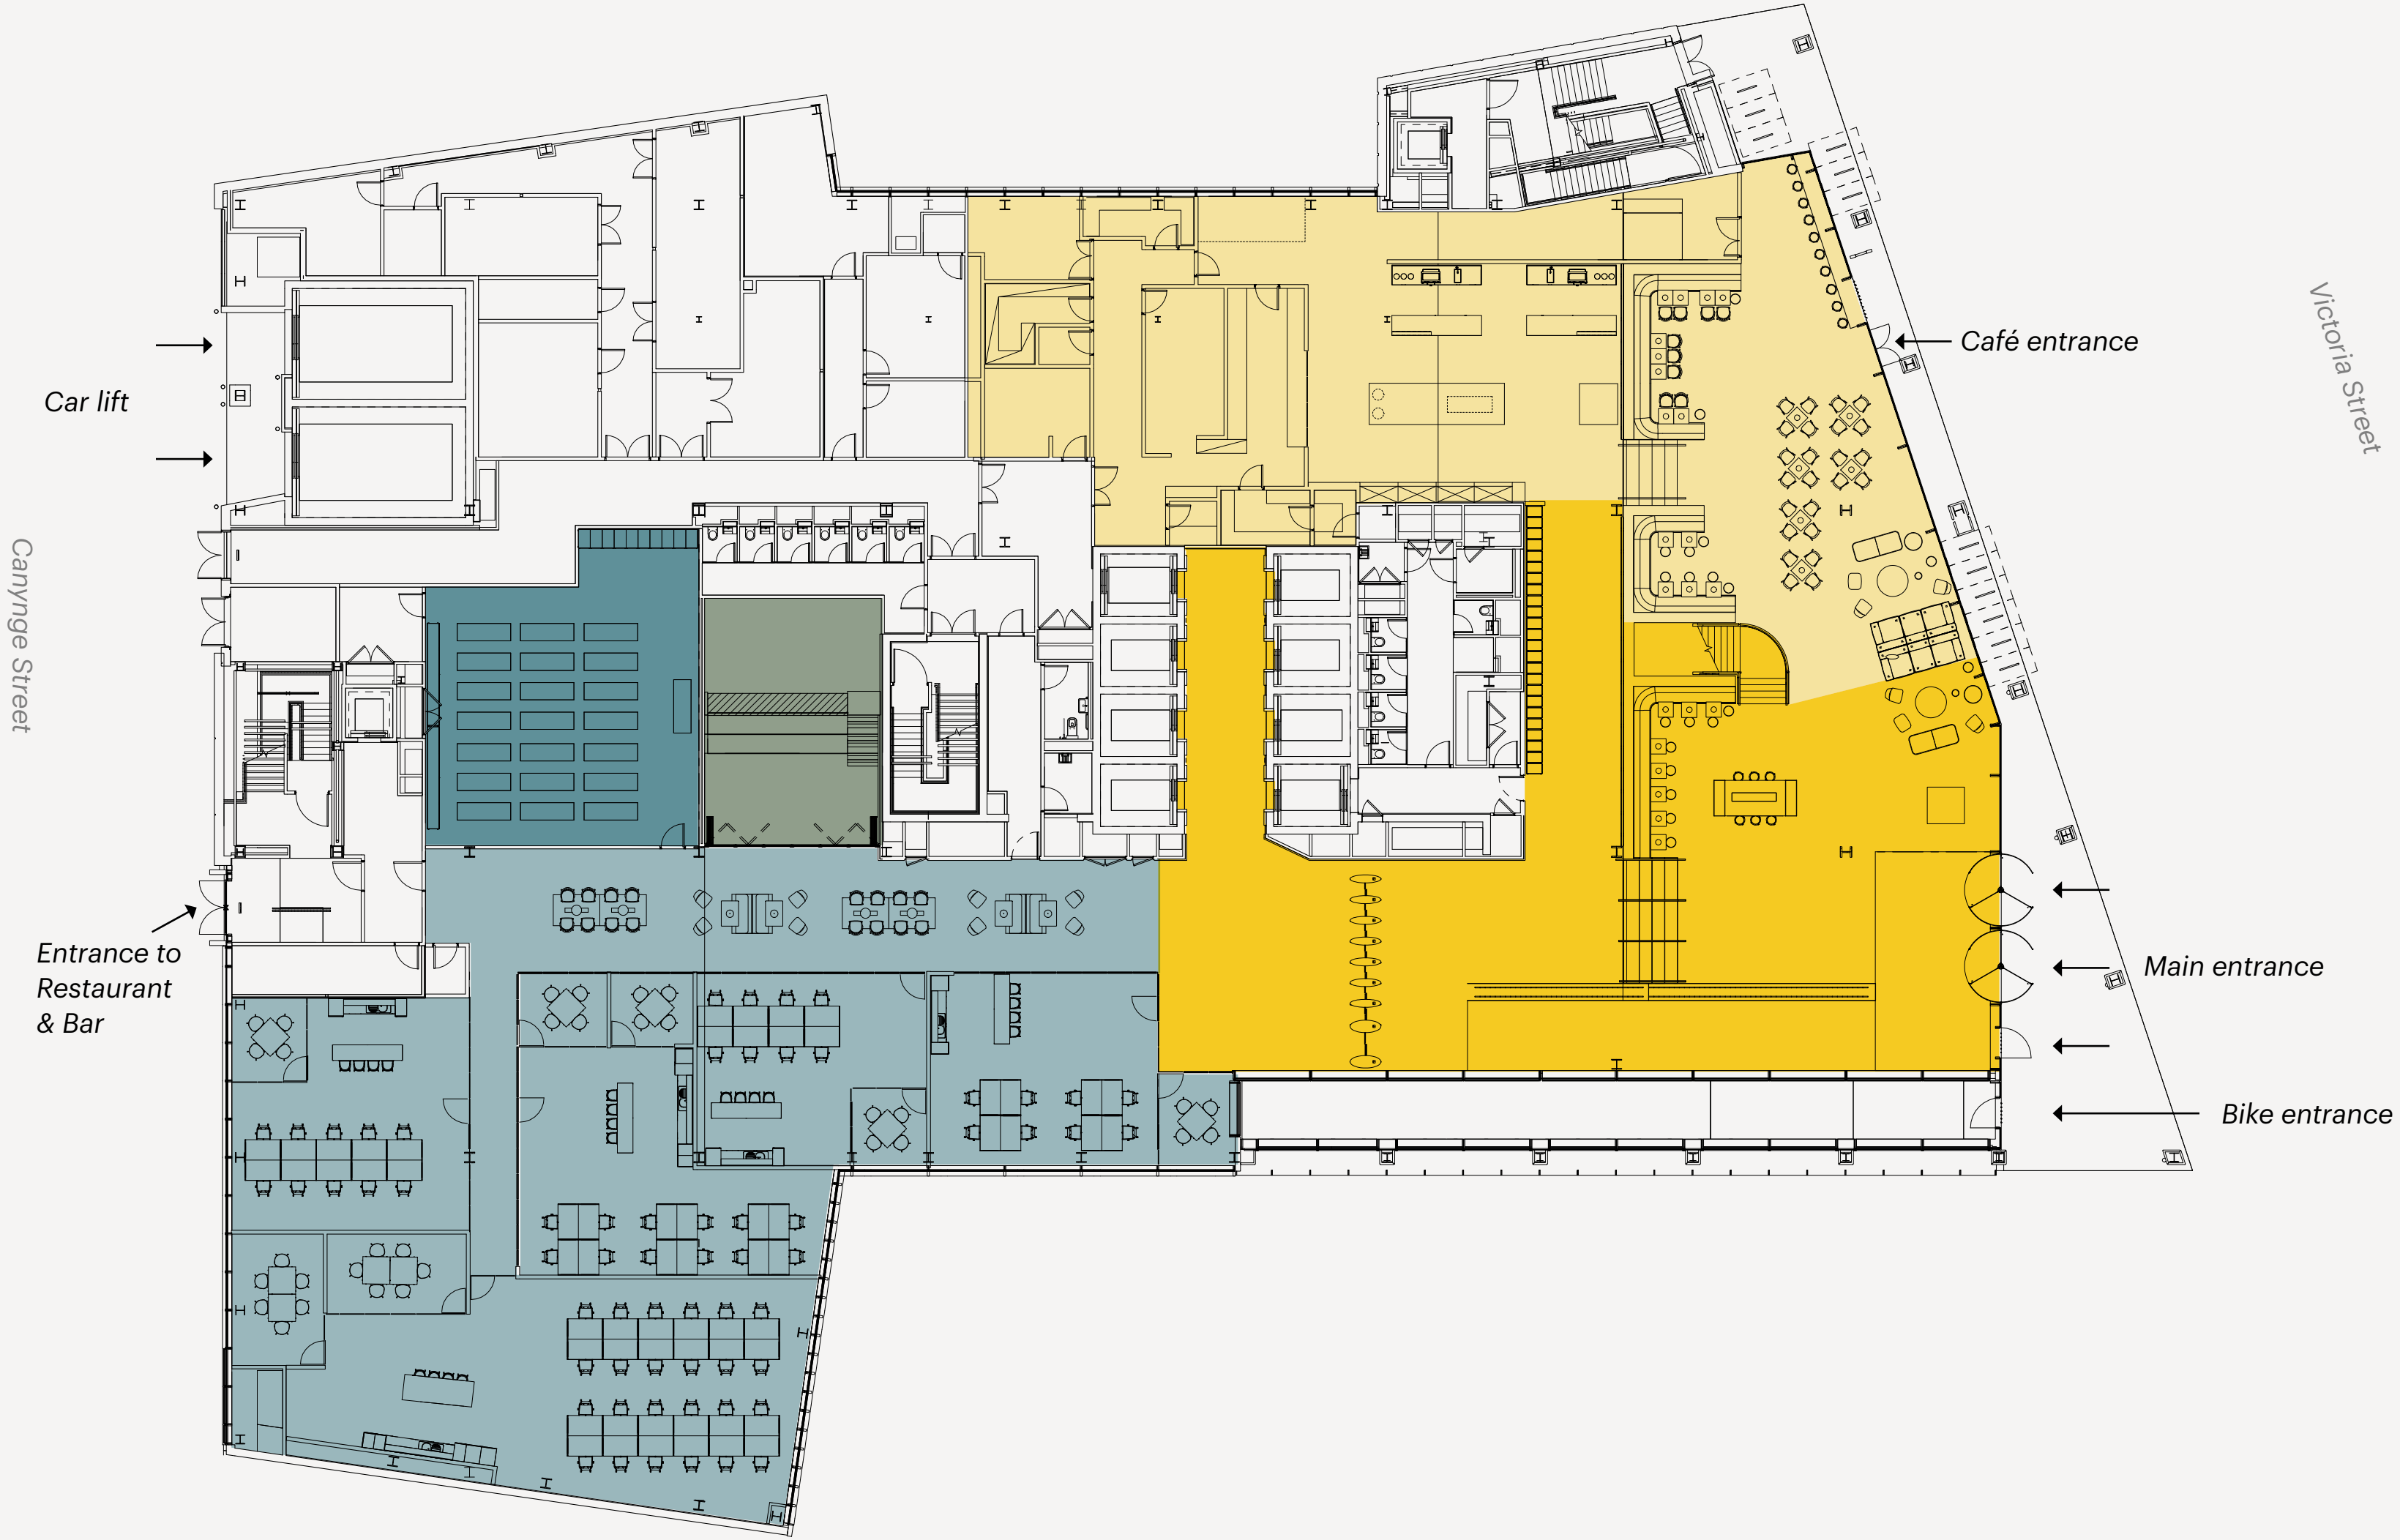 Car lift
Café entrance
Victoria Street
Canynge Street
Entrance to
Restaurant
& Bar
Main entrance
Bike entrance